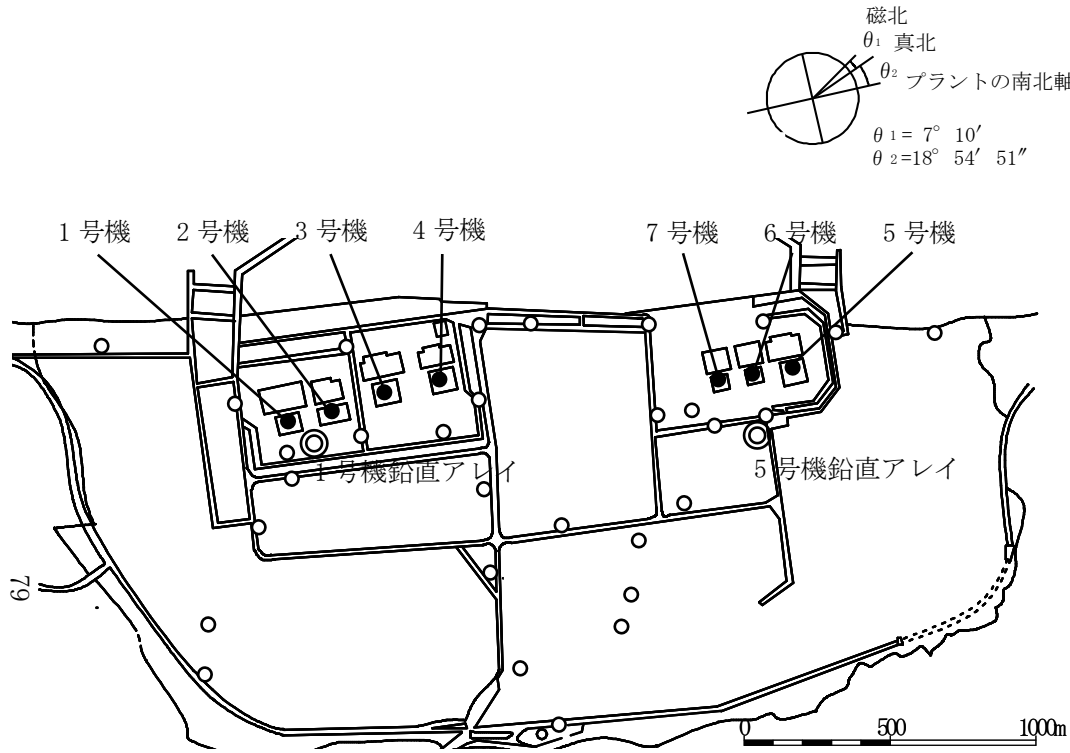 磁北
θ1 真北
θ2 プラントの南北軸
θ1= 7° 10′
θ2=18° 54′ 51″
1号機 2号機 3号機 4号機 7号機 6号機 5号機
1号機鉛直アレイ 5号機鉛直アレイ
79
0 500 1000m